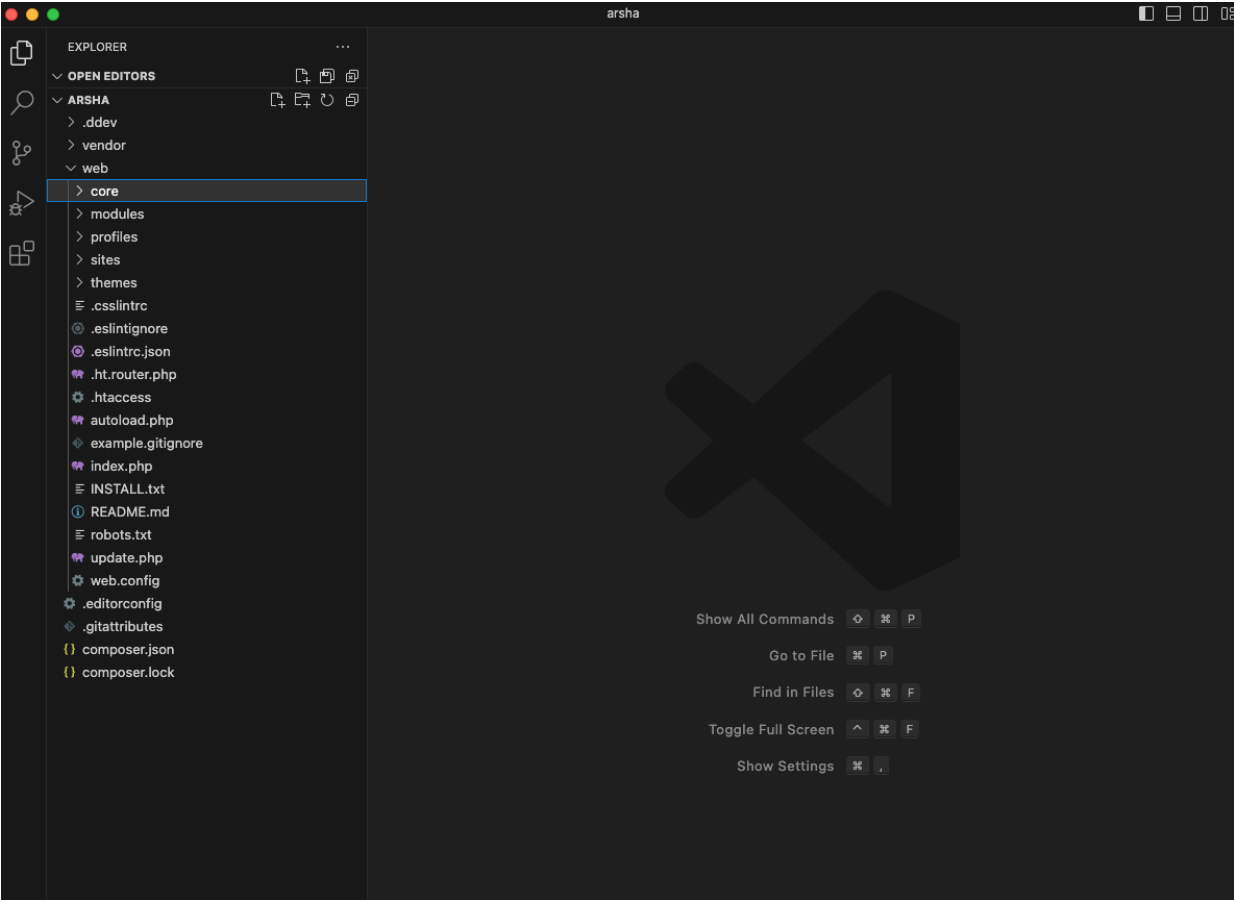 arsha
EXPLORER
OPEN EDITORS
ARSHA
.ddev
vendor
web
core
modules
profiles
sites
themes
.csslintrc
.eslintignore
.eslintrc.json
.ht.router.php
.htaccess
autoload.php
example.gitignore
index.php
INSTALL.txt
README.md
robots.txt
update.php
web.config
.editorconfig
.gitattributes
composer.json
composer.lock
Show All Commands ⇧ ⌘ P
Go to File ⌘ P
Find in Files ⇧ ⌘ F
Toggle Full Screen ^ ⌘ F
Show Settings ⌘ ,